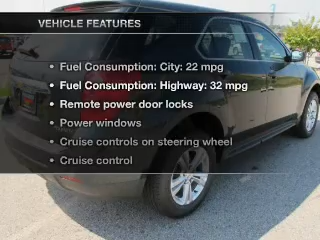 VEHICLE FEATURES
• Fuel Consumption: City: 22 mpg
• Fuel Consumption: Highway: 32 mpg
• Remote power door locks
• Power windows
• Cruise controls on steering wheel
• Cruise control